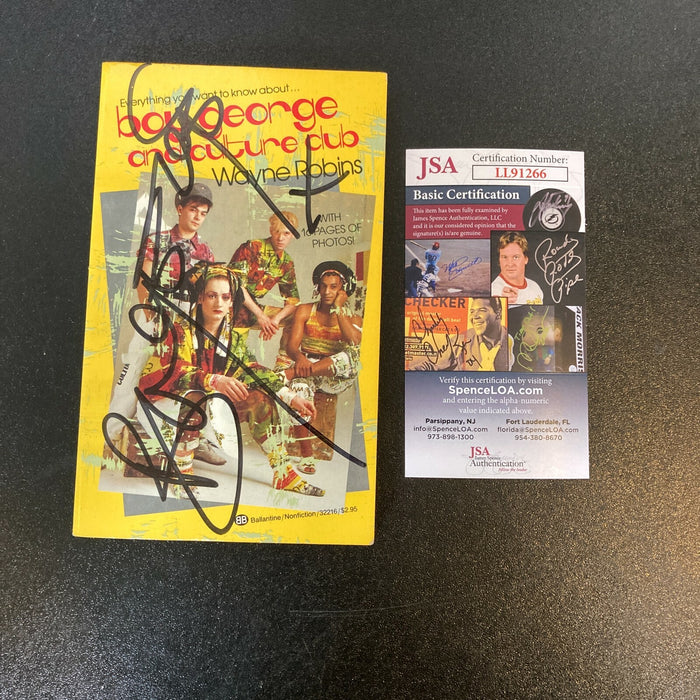 Everything you want to know about...
boy george
and culture club
Wayne Robins
WITH
16 PAGES OF
PHOTOS!
BB Ballantine/Nonfiction/32216/$2.95
JSA
Certification Number:
LL91266
Basic Certification
This item has been fully examined by
James Spence Authentication, LLC
and it is our considered opinion that the
signature(s) is/are genuine.
CHECKER
JACK MORRIS
Verify this certification by visiting
SpenceLOA.com
and entering the alpha-numeric
value indicated above.
Parsippany, NJ
info@SpenceLOA.com
973-898-1300
Fort Lauderdale, FL
florida@SpenceLOA.com
954-380-8670
JSA
James Spence
Authentication